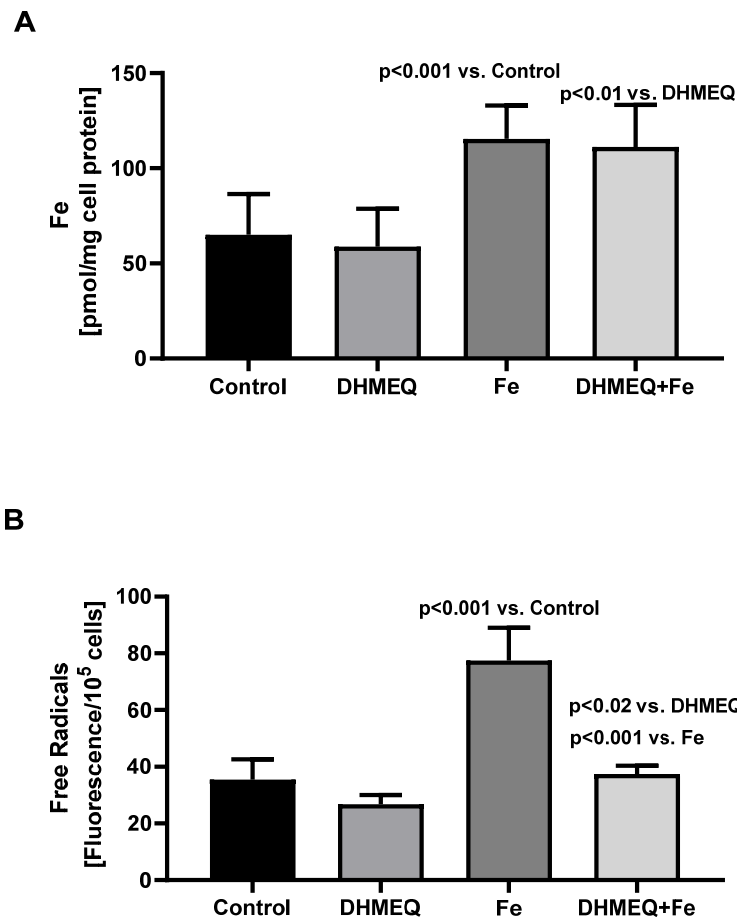 A
p<0.001 vs. Control
p<0.01 vs. DHMEQ
Fe
[pmol/mg cell protein]
150
100
50
0
Control DHMEQ Fe DHMEQ+Fe
B
p<0.001 vs. Control
p<0.02 vs. DHMEQ
p<0.001 vs. Fe
Free Radicals
[Fluorescence/10⁵ cells]
100
80
60
40
20
0
Control DHMEQ Fe DHMEQ+Fe